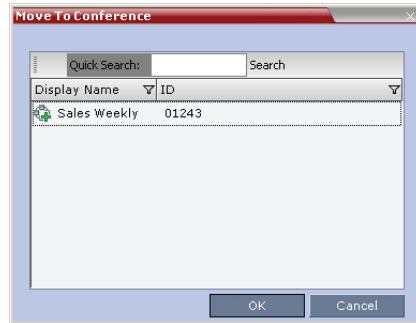 Move To Conference
Quick Search: Search
Display Name ID
Sales Weekly 01243
OK Cancel